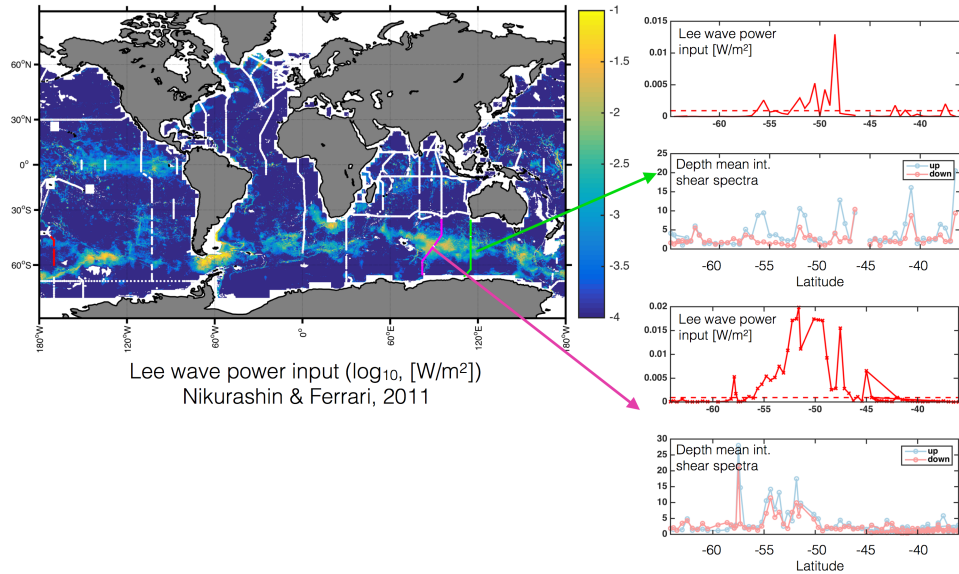 60°N
30°N
0°
30°S
60°S
180°W
120°W
60°W
0°
60°E
120°E
180°W
-1
-1.5
-2
-2.5
-3
-3.5
-4
Lee wave power input (log10, [W/m²])
Nikurashin & Ferrari, 2011
0.015
0.01
0.005
0
Lee wave power
input [W/m²]
-60
-55
-50
-45
-40
25
20
15
10
5
0
Depth mean int.
shear spectra
up
down
-60
-55
-50
-45
-40
Latitude
0.02
0.015
0.01
0.005
0
Lee wave power
input [W/m²]
-60
-55
-50
-45
-40
30
25
20
15
10
5
0
Depth mean int.
shear spectra
up
down
-60
-55
-50
-45
-40
Latitude